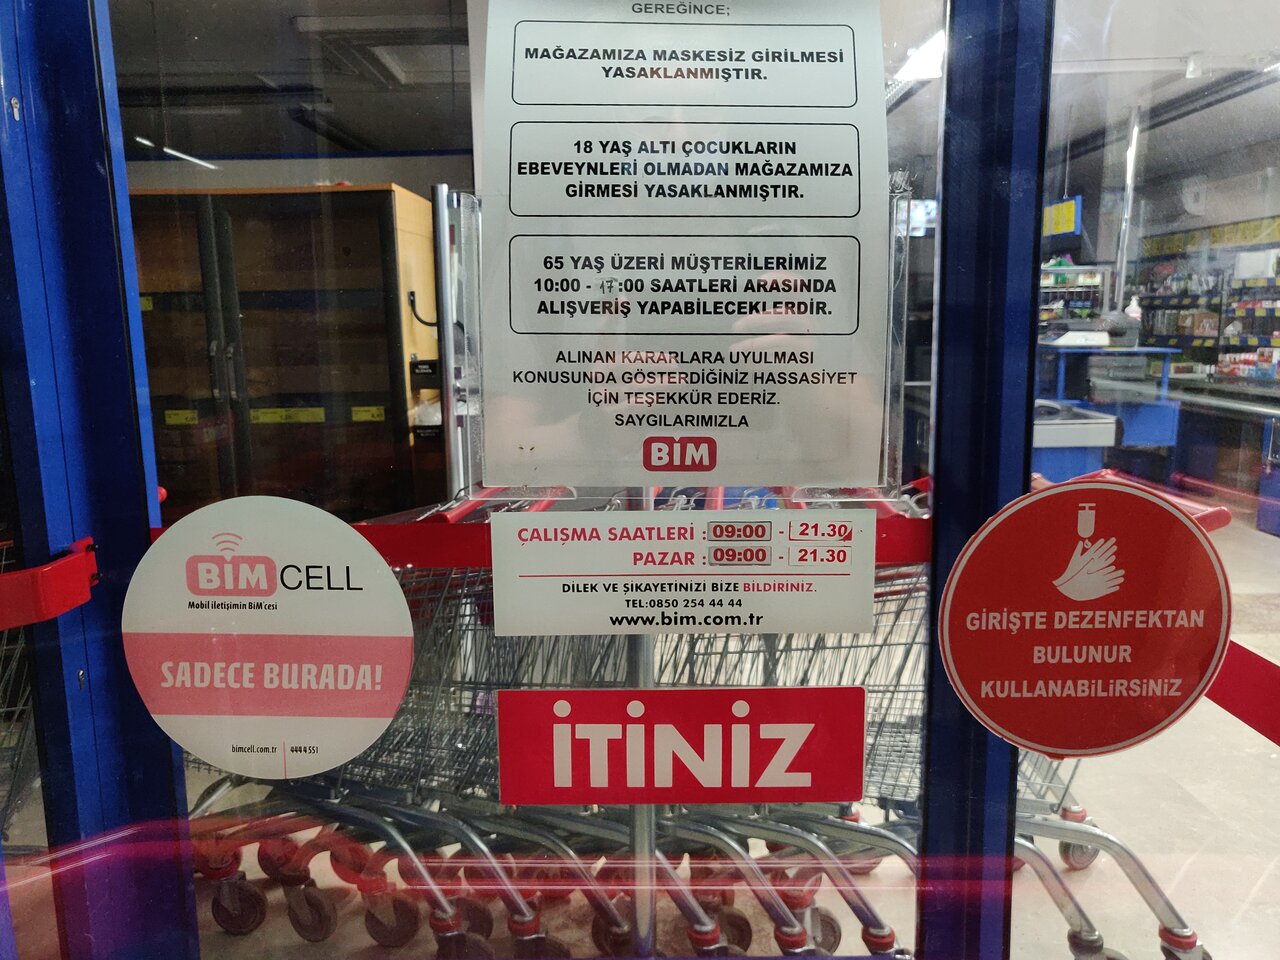 GEREĞİNCE;
MAĞAZAMIZA MASKESİZ GİRİLMESİ
YASAKLANMIŞTIR.
18 YAŞ ALTI ÇOCUKLARIN
EBEVEYNLERİ OLMADAN MAĞAZAMIZA
GİRMESİ YASAKLANMIŞTIR.
65 YAŞ ÜZERİ MÜŞTERİLERİMİZ
10:00 - 17:00 SAATLERİ ARASINDA
ALIŞVERİŞ YAPABİLECEKLERDİR.
ALINAN KARARLARA UYULMASI
KONUSUNDA GÖSTERDİĞİNİZ HASSASİYET
İÇİN TEŞEKKÜR EDERİZ.
SAYGILARIMIZLA
BİM
ÇALIŞMA SAATLERİ : 09:00 - 21.30
PAZAR : 09:00 - 21.30
DİLEK VE ŞİKAYETİNİZİ BİZE BİLDİRİNİZ.
TEL:0850 254 44 44
www.bim.com.tr
İTİNİZ
BİMCELL
Mobil iletişimin BiM'cesi
SADECE BURADA!
bimcell.com.tr | 444 4 551
GİRİŞTE DEZENFEKTAN
BULUNUR
KULLANABİLİRSİNİZ